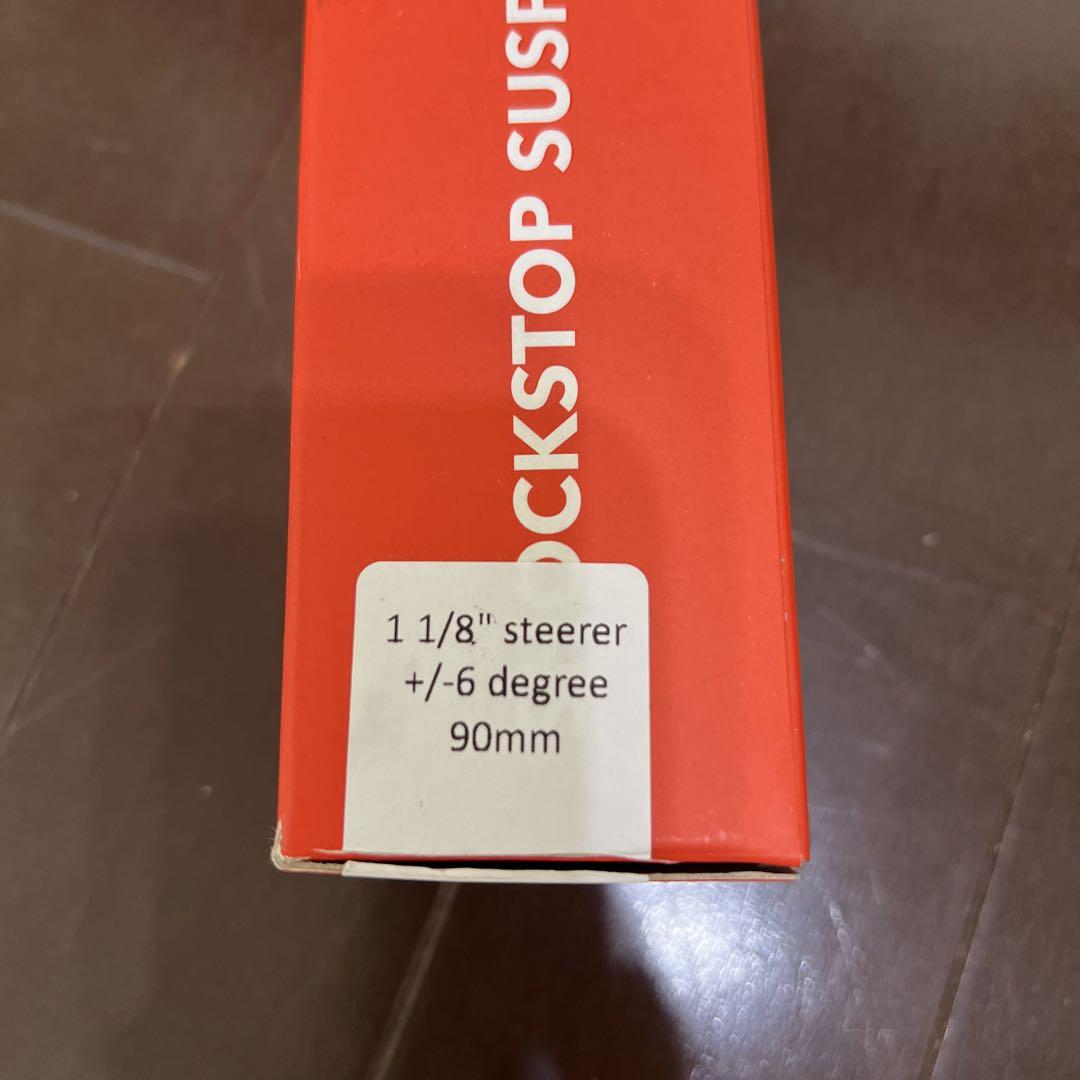 OCKSTOP SUSP
1 1/8" steerer
+/-6 degree
90mm